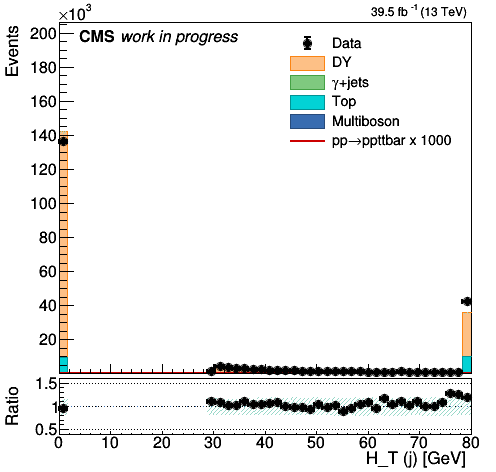 39.5 fb⁻¹ (13 TeV)
×10³
CMS work in progress
Events
200
180
160
140
120
100
80
60
40
20
Data
DY
γ+jets
Top
Multiboson
pp→ppttbar x 1000
Ratio
1.5
1
0.5
0 10 20 30 40 50 60 70 80
H_T (j) [GeV]